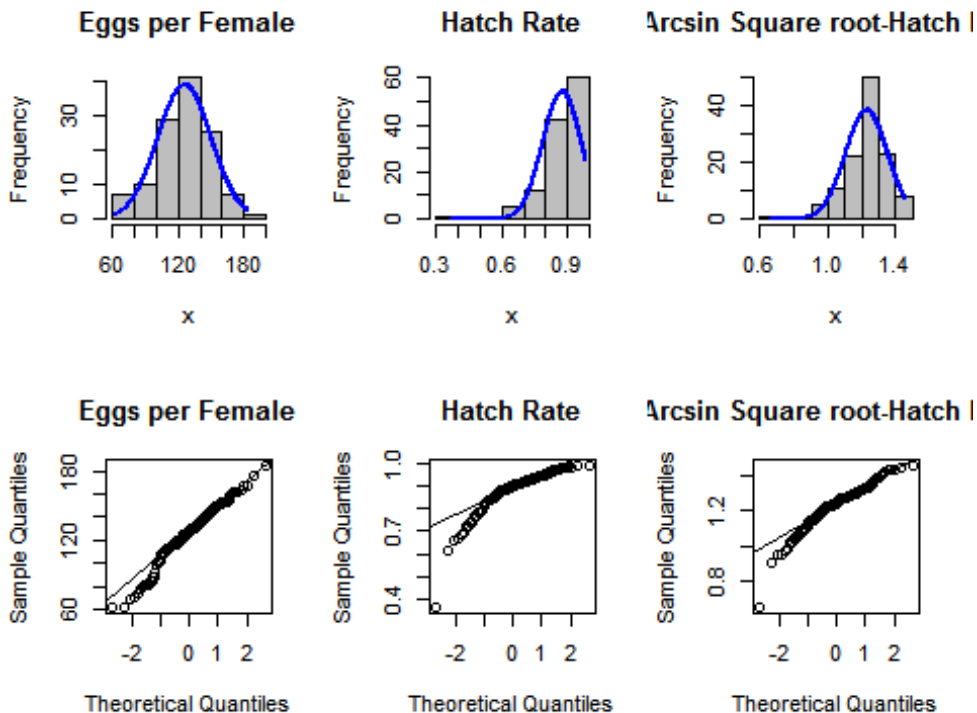 Eggs per Female
Frequency
0 10 30
60 120 180
x
Hatch Rate
Frequency
0 20 40 60
0.3 0.6 0.9
x
Arcsin Square root-Hatch
Frequency
0 20 40
0.6 1.0 1.4
x
Eggs per Female
Sample Quantiles
60 120 180
-2 0 1 2
Theoretical Quantiles
Hatch Rate
Sample Quantiles
0.4 0.7 1.0
-2 0 1 2
Theoretical Quantiles
Arcsin Square root-Hatch
Sample Quantiles
0.8 1.2
-2 0 1 2
Theoretical Quantiles